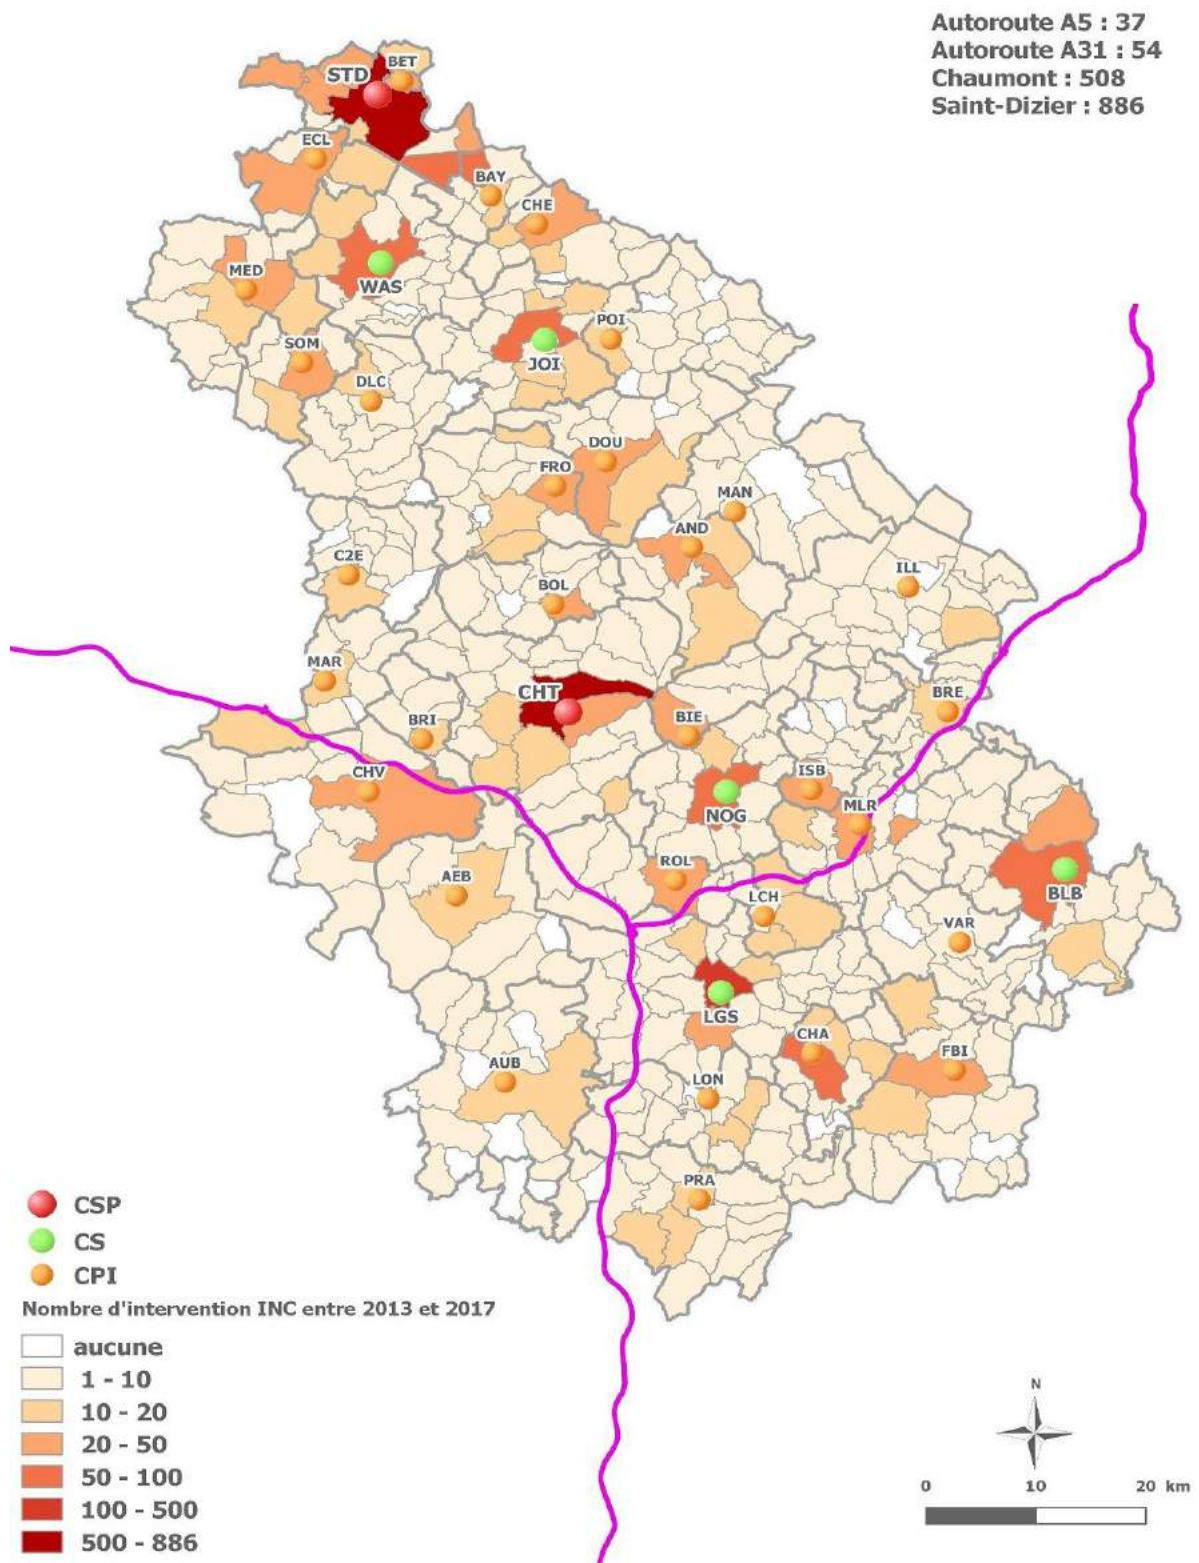 Autoroute A5 : 37
Autoroute A31 : 54
Chaumont : 508
Saint-Dizier : 886
BET
STD
ECL
BAY
CHE
MED
WAS
POI
SOM
JOI
DLC
DOU
FRO
MAN
AND
C2E
ILL
BOL
MAR
CHT
BRE
BRI
BIE
CHV
ISB
NOG
MLR
ROL
AEB
BLB
LCH
VAR
LGS
CHA
FBI
AUB
LON
PRA
CSP
CS
CPI
Nombre d'intervention INC entre 2013 et 2017
aucune
1 - 10
10 - 20
20 - 50
50 - 100
100 - 500
500 - 886
N
0 10 20 km